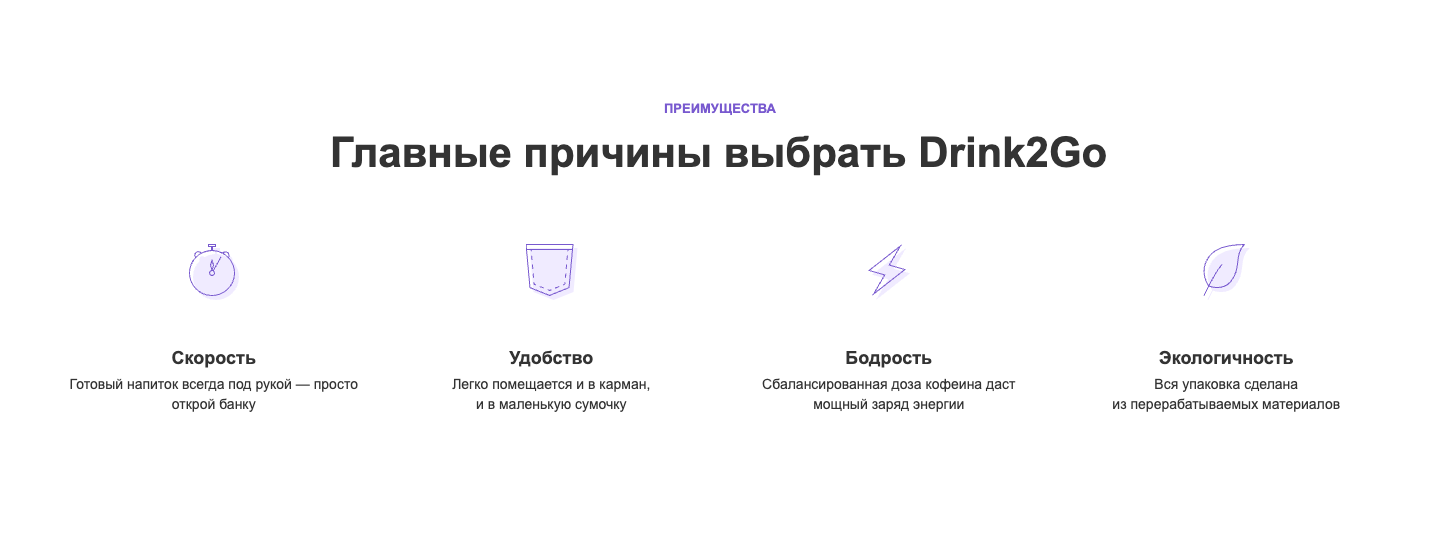 ПРЕИМУЩЕСТВА
Главные причины выбрать Drink2Go
Скорость
Готовый напиток всегда под рукой — просто
открой банку
Удобство
Легко помещается и в карман,
и в маленькую сумочку
Бодрость
Сбалансированная доза кофеина даст
мощный заряд энергии
Экологичность
Вся упаковка сделана
из перерабатываемых материалов